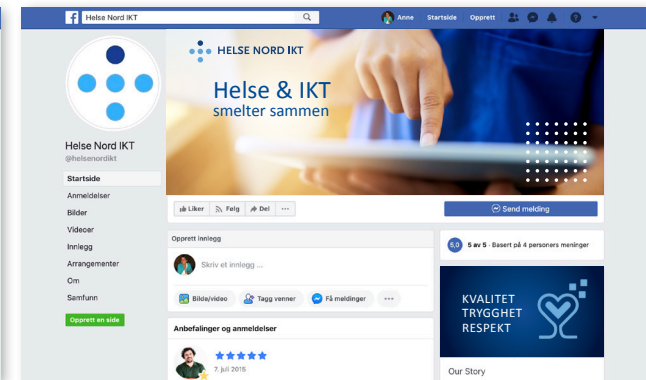 Helse Nord IKT
Anne
Startside
Opprett
HELSE NORD IKT
Helse & IKT
smelter sammen
Helse Nord IKT
@helsenordikt
Startside
Anmeldelser
Bilder
Videoer
Innlegg
Arrangementer
Om
Samfunn
Opprett en side
Liker
Følg
Del
Send melding
Opprett innlegg
Skriv et innlegg ...
Bilde/video
Tagg venner
Få meldinger
Anbefalinger og anmeldelser
7. juli 2015
5,0
5 av 5 · Basert på 4 personers meninger
KVALITET
TRYGGHET
RESPEKT
Our Story